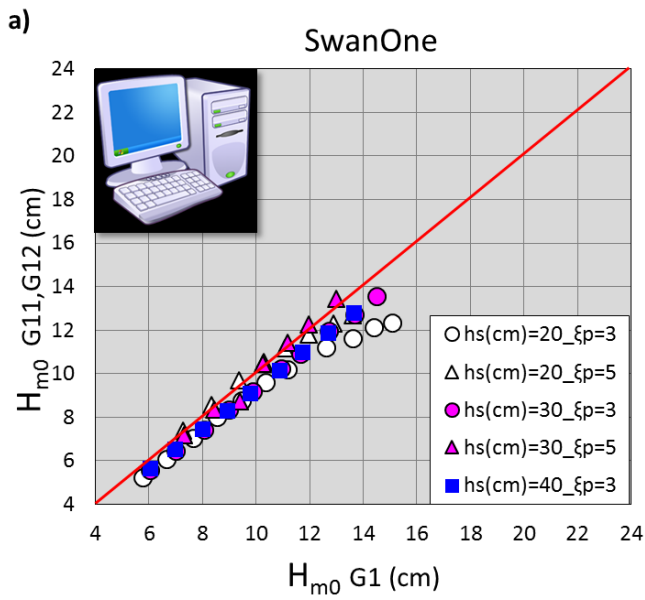 a)
SwanOne
24
22
20
18
16
14
12
10
8
6
4
Hm0 G11,G12 (cm)
hs(cm)=20_ξp=3
hs(cm)=20_ξp=5
hs(cm)=30_ξp=3
hs(cm)=30_ξp=5
hs(cm)=40_ξp=3
4 6 8 10 12 14 16 18 20 22 24
Hm0 G1 (cm)